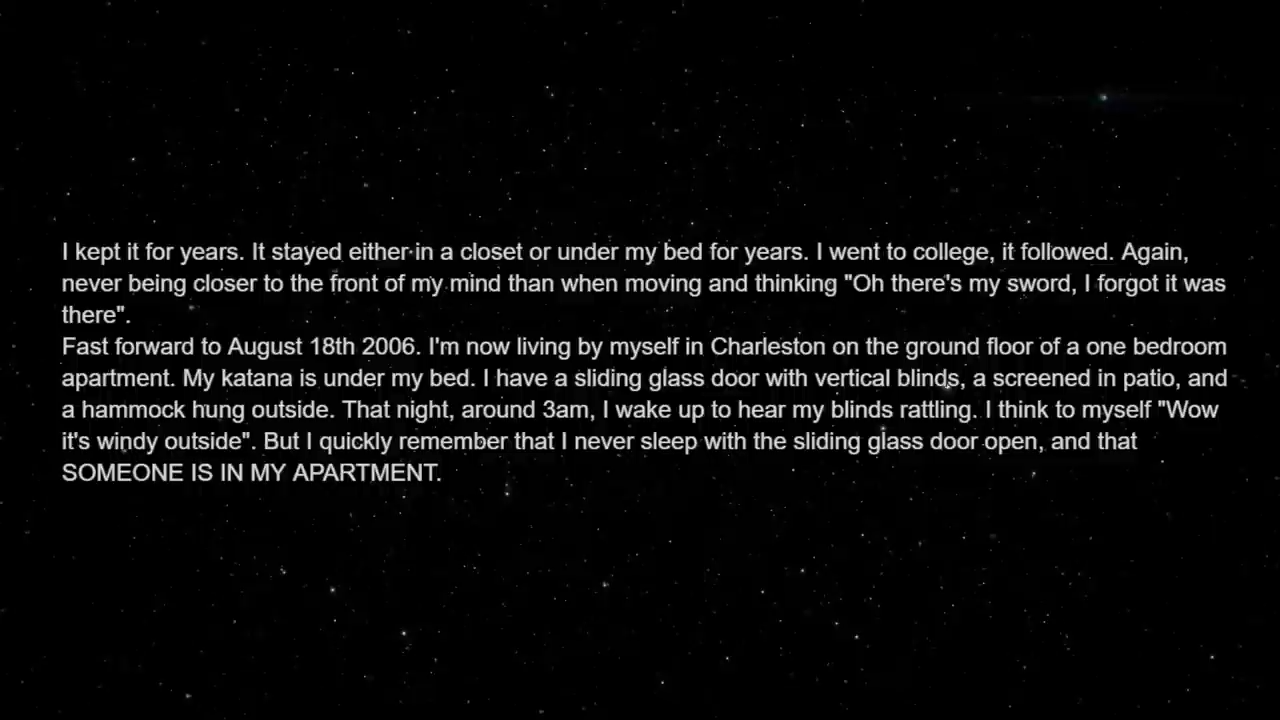 I kept it for years. It stayed either in a closet or under my bed for years. I went to college, it followed. Again,
never being closer to the front of my mind than when moving and thinking "Oh there's my sword, I forgot it was
there".
Fast forward to August 18th 2006. I'm now living by myself in Charleston on the ground floor of a one bedroom
apartment. My katana is under my bed. I have a sliding glass door with vertical blinds, a screened in patio, and
a hammock hung outside. That night, around 3am, I wake up to hear my blinds rattling. I think to myself "Wow
it's windy outside". But I quickly remember that I never sleep with the sliding glass door open, and that
SOMEONE IS IN MY APARTMENT.